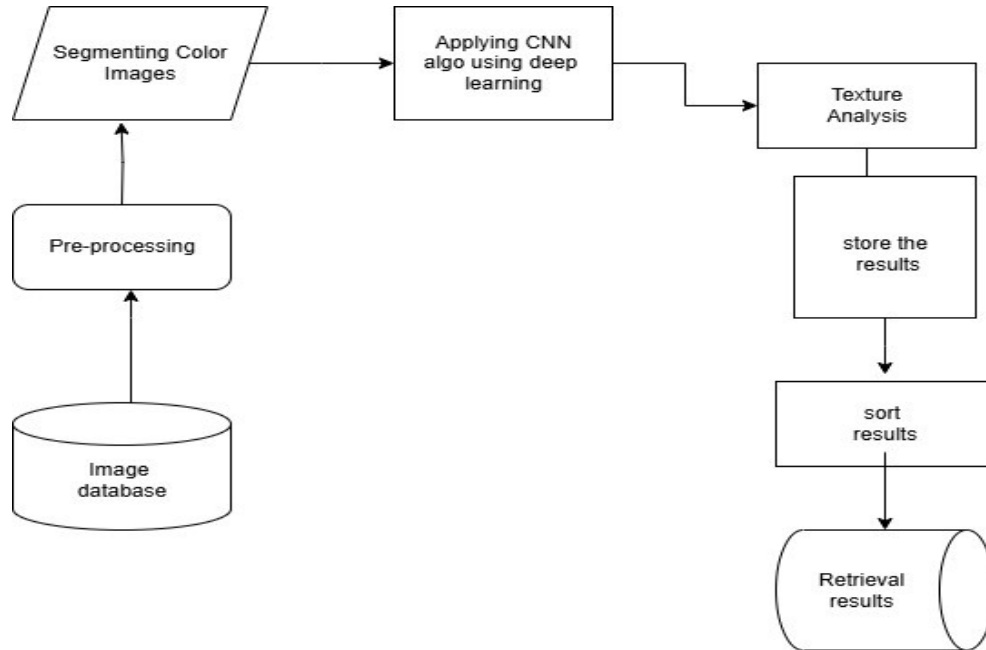 Segmenting Color
Images
Applying CNN
algo using deep
learning
Texture
Analysis
Pre-processing
store the
results
Image
database
sort
results
Retrieval
results